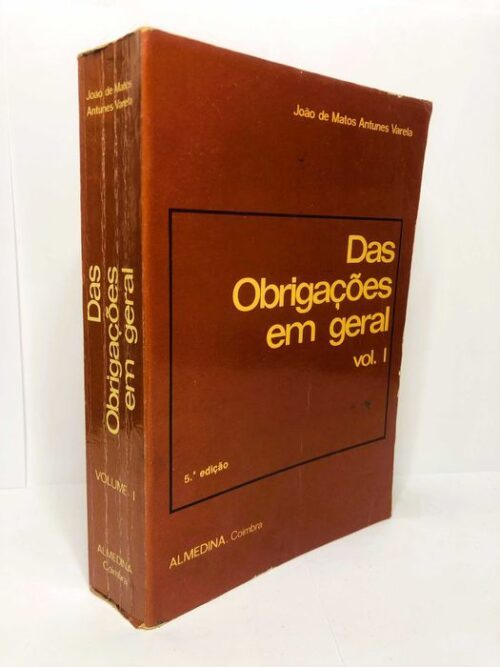 João de Matos
Antunes Varela
Das
Obrigações
em geral
VOLUME I
ALMEDINA
Coimbra
João de Matos Antunes Varela
Das
Obrigações
em geral
vol. I
5.ª edição
ALMEDINA. Coimbra